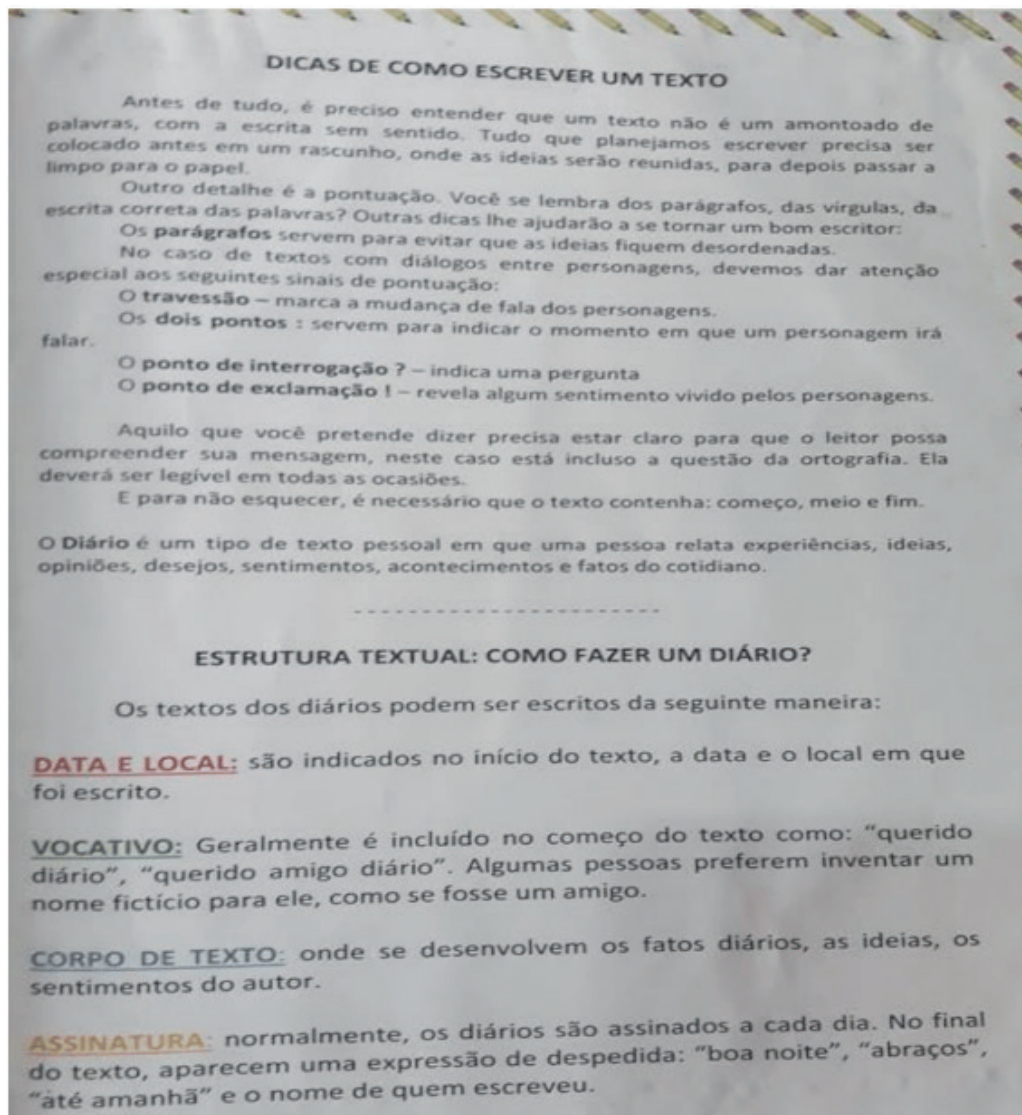 DICAS DE COMO ESCREVER UM TEXTO
Antes de tudo, é preciso entender que um texto não é um amontoado de
palavras, com a escrita sem sentido. Tudo que planejamos escrever precisa ser
colocado antes em um rascunho, onde as ideias serão reunidas, para depois passar a
limpo para o papel.
Outro detalhe é a pontuação. Você se lembra dos parágrafos, das vírgulas, da
escrita correta das palavras? Outras dicas lhe ajudarão a se tornar um bom escritor:
Os parágrafos servem para evitar que as ideias fiquem desordenadas.
No caso de textos com diálogos entre personagens, devemos dar atenção
especial aos seguintes sinais de pontuação:
O travessão – marca a mudança de fala dos personagens.
Os dois pontos : servem para indicar o momento em que um personagem irá
falar.
O ponto de interrogação ? – indica uma pergunta
O ponto de exclamação ! – revela algum sentimento vivido pelos personagens.
Aquilo que você pretende dizer precisa estar claro para que o leitor possa
compreender sua mensagem, neste caso está incluso a questão da ortografia. Ela
deverá ser legível em todas as ocasiões.
E para não esquecer, é necessário que o texto contenha: começo, meio e fim.
O Diário é um tipo de texto pessoal em que uma pessoa relata experiências, ideias,
opiniões, desejos, sentimentos, acontecimentos e fatos do cotidiano.
ESTRUTURA TEXTUAL: COMO FAZER UM DIÁRIO?
Os textos dos diários podem ser escritos da seguinte maneira:
DATA E LOCAL: são indicados no início do texto, a data e o local em que
foi escrito.
VOCATIVO: Geralmente é incluído no começo do texto como: “querido
diário”, “querido amigo diário”. Algumas pessoas preferem inventar um
nome fictício para ele, como se fosse um amigo.
CORPO DE TEXTO: onde se desenvolvem os fatos diários, as ideias, os
sentimentos do autor.
ASSINATURA: normalmente, os diários são assinados a cada dia. No final
do texto, aparecem uma expressão de despedida: “boa noite”, “abraços”,
“até amanhã” e o nome de quem escreveu.